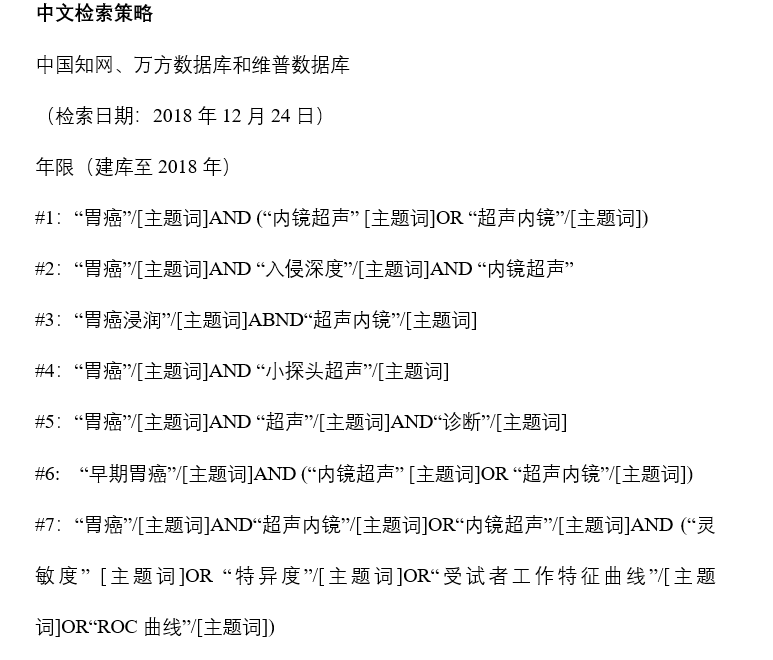 中文检索策略
中国知网、万方数据库和维普数据库
（检索日期：2018 年 12 月 24 日）
年限（建库至 2018 年）
#1：“胃癌”/[主题词]AND (“内镜超声” [主题词]OR “超声内镜”/[主题词])
#2：“胃癌”/[主题词]AND “入侵深度”/[主题词]AND “内镜超声”
#3：“胃癌浸润”/[主题词]ABND“超声内镜”/[主题词]
#4：“胃癌”/[主题词]AND “小探头超声”/[主题词]
#5：“胃癌”/[主题词]AND “超声”/[主题词]AND“诊断”/[主题词]
#6: “早期胃癌”/[主题词]AND (“内镜超声” [主题词]OR “超声内镜”/[主题词])
#7：“胃癌”/[主题词]AND“超声内镜”/[主题词]OR“内镜超声”/[主题词]AND (“灵
敏度” [主题词]OR “特异度”/[主题词]OR“受试者工作特征曲线”/[主题
词]OR“ROC 曲线”/[主题词])